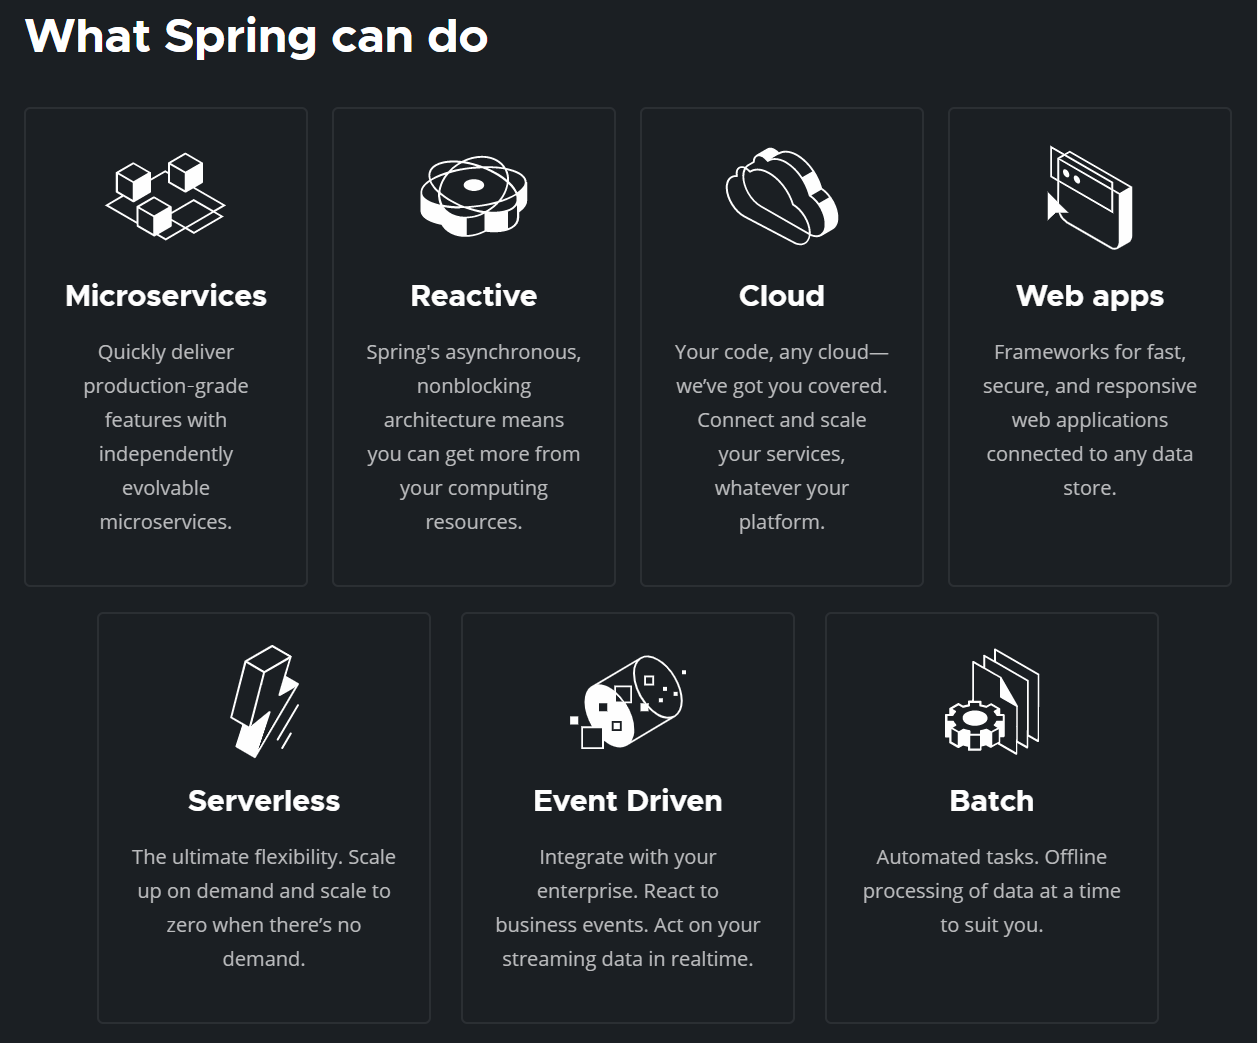 What Spring can do
Microservices
Quickly deliver
production-grade
features with
independently
evolvable
microservices.
Reactive
Spring's asynchronous,
nonblocking
architecture means
you can get more from
your computing
resources.
Cloud
Your code, any cloud—
we’ve got you covered.
Connect and scale
your services,
whatever your
platform.
Web apps
Frameworks for fast,
secure, and responsive
web applications
connected to any data
store.
Serverless
The ultimate flexibility. Scale
up on demand and scale to
zero when there’s no
demand.
Event Driven
Integrate with your
enterprise. React to
business events. Act on your
streaming data in realtime.
Batch
Automated tasks. Offline
processing of data at a time
to suit you.